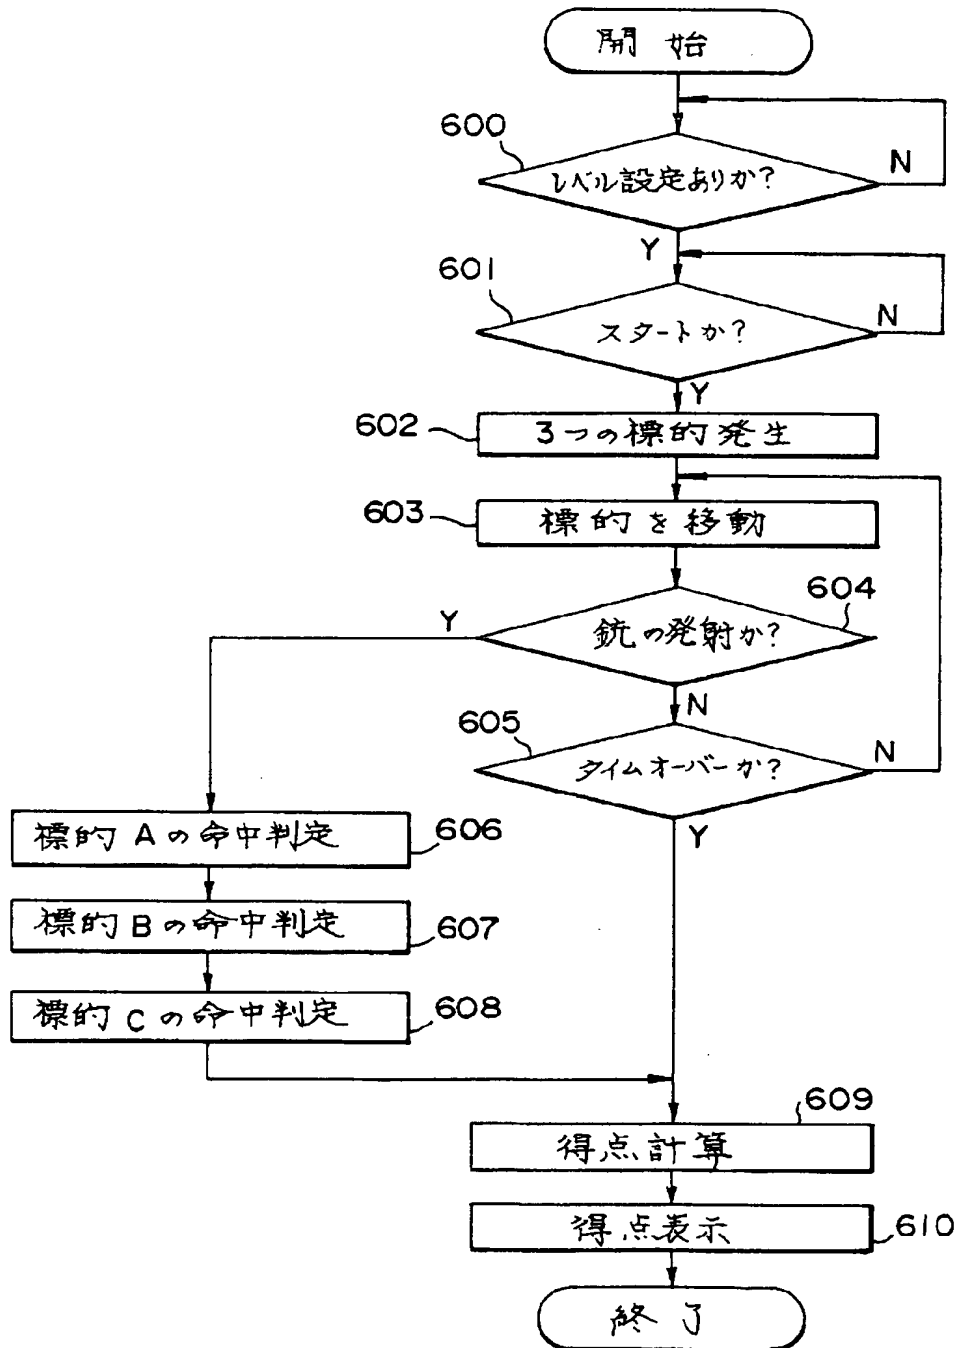 開始
600
レベル設定ありか?
N
Y
601
スタートか?
N
Y
602
3つの標的発生
603
標的を移動
604
銃の発射か?
Y
N
605
タイムオーバーか?
N
Y
標的Aの命中判定
606
標的Bの命中判定
607
標的Cの命中判定
608
609
得点計算
得点表示
610
終了